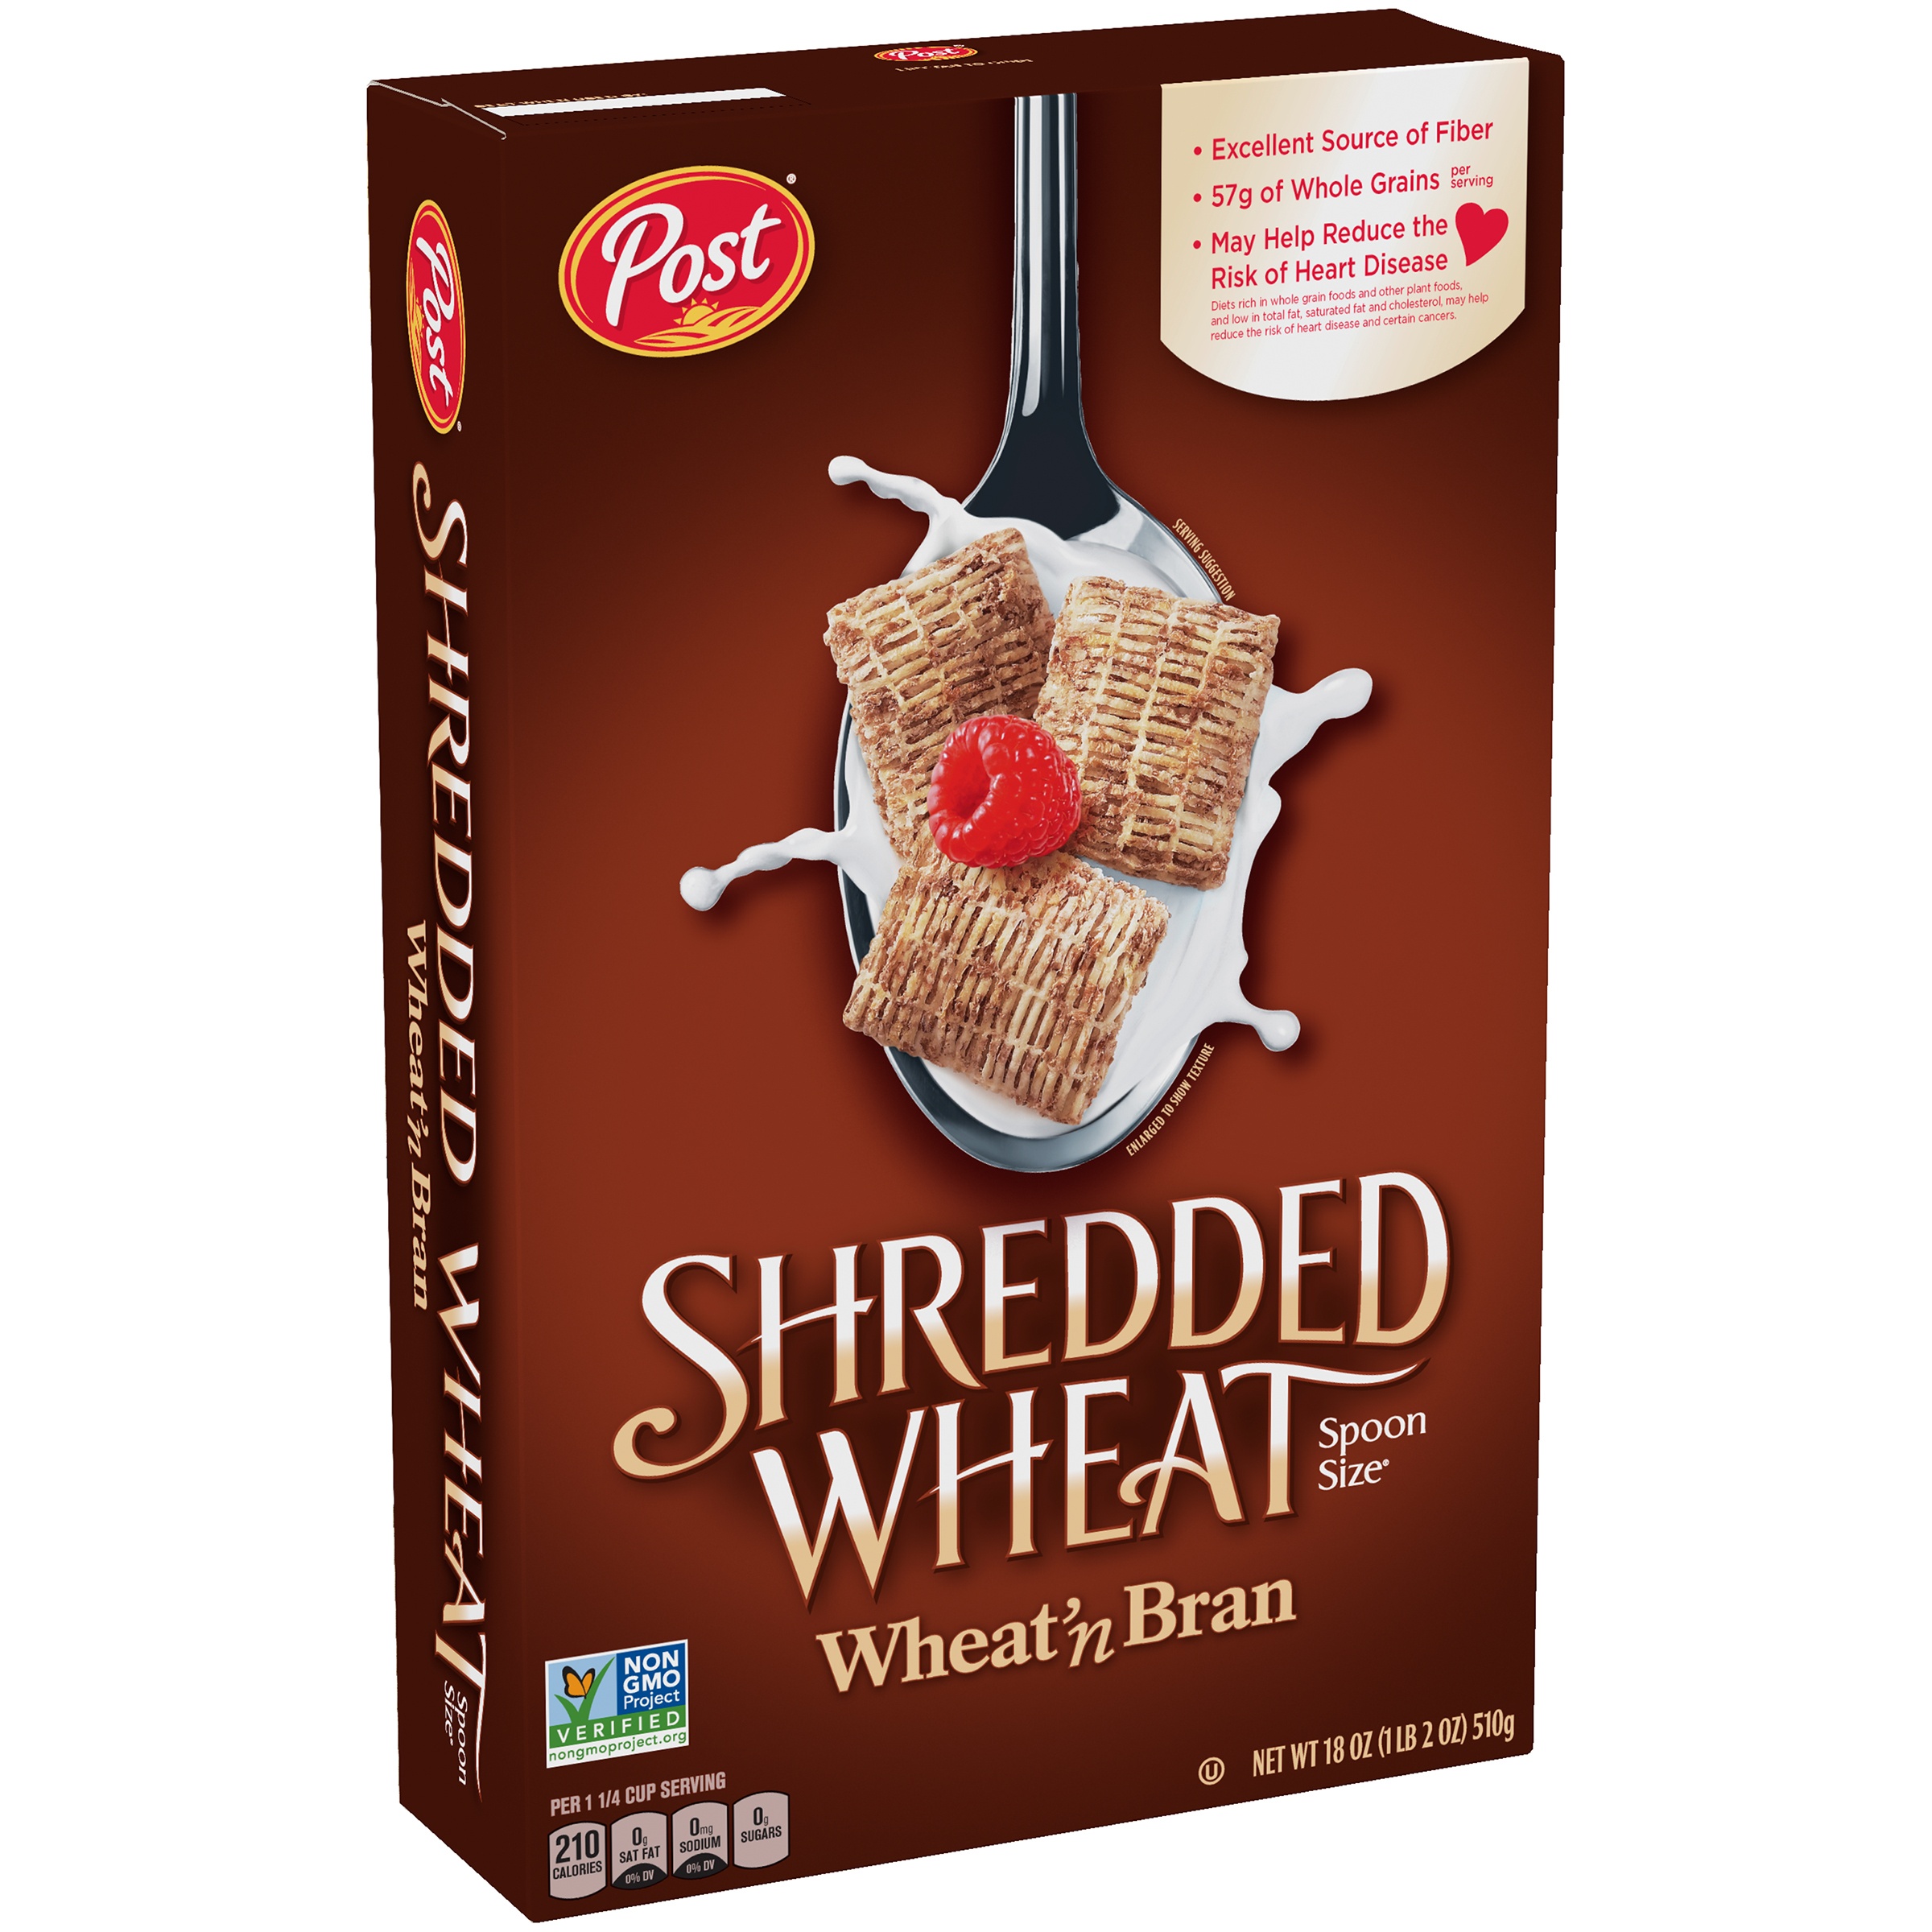 Post
Post
SHREDDED WHEAT
Spoon
Size®
Wheat 'n Bran
Post®
• Excellent Source of Fiber
• 57g of Whole Grains per serving
• May Help Reduce the
Risk of Heart Disease
Diets rich in whole grain foods and other plant foods,
and low in total fat, saturated fat and cholesterol, may help
reduce the risk of heart disease and certain cancers.
SERVING SUGGESTION
ENLARGED TO SHOW TEXTURE
SHREDDED
WHEAT
Spoon
Size®
Wheat 'n Bran
NON
GMO
Project
VERIFIED
nongmoproject.org
U NET WT 18 OZ (1 LB 2 OZ) 510g
PER 1 1/4 CUP SERVING
210
CALORIES
0g
SAT FAT
0% DV
0mg
SODIUM
0% DV
0g
SUGARS